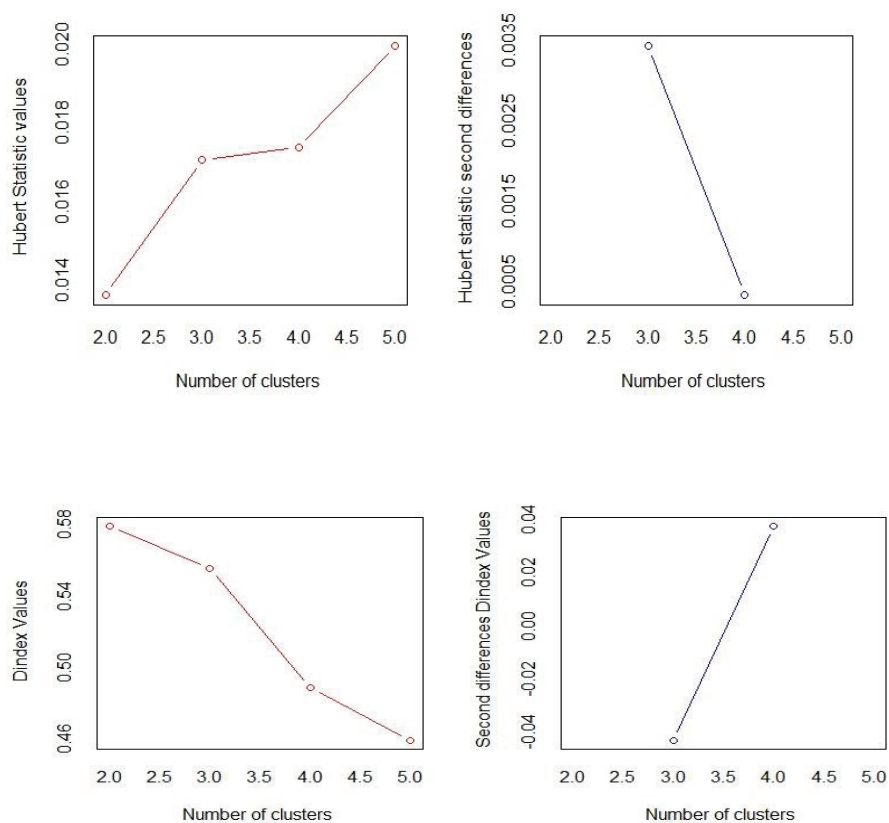 Hubert Statistic values
0.020
0.018
0.016
0.014
2.0 2.5 3.0 3.5 4.0 4.5 5.0
Number of clusters
Hubert statistic second differences
0.0035
0.0025
0.0015
0.0005
2.0 2.5 3.0 3.5 4.0 4.5 5.0
Number of clusters
Dindex Values
0.58
0.54
0.50
0.46
2.0 2.5 3.0 3.5 4.0 4.5 5.0
Number of clusters
Second differences Dindex Values
0.04
0.02
0.00
-0.02
-0.04
2.0 2.5 3.0 3.5 4.0 4.5 5.0
Number of clusters